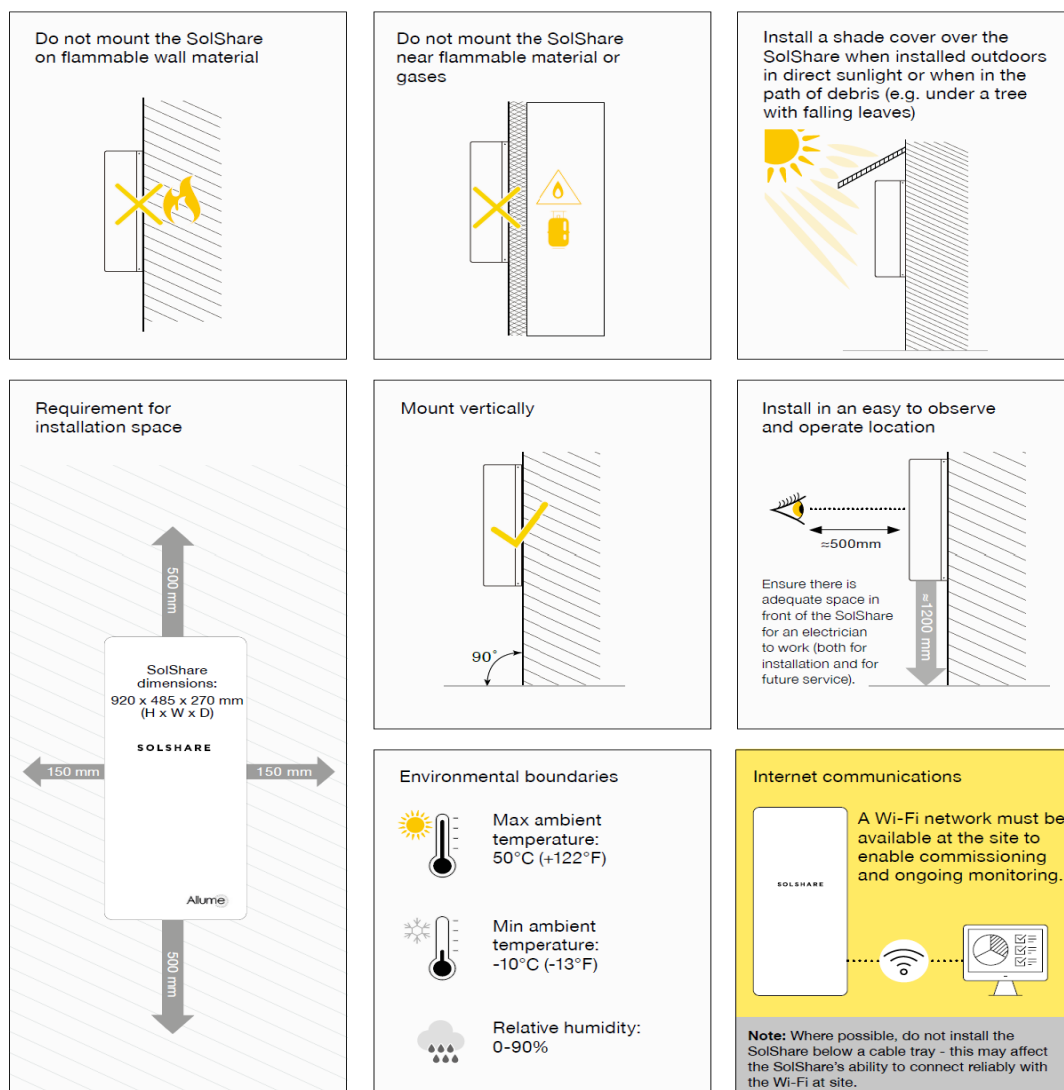 Do not mount the SolShare
on flammable wall material
Do not mount the SolShare
near flammable material or
gases
Install a shade cover over the
SolShare when installed outdoors
in direct sunlight or when in the
path of debris (e.g. under a tree
with falling leaves)
Requirement for
installation space
500 mm
SolShare
dimensions:
920 x 485 x 270 mm
(H x W x D)
SOLSHARE
150 mm
150 mm
Allume
500 mm
Mount vertically
90°
Install in an easy to observe
and operate location
≈500mm
Ensure there is
adequate space in
front of the SolShare
for an electrician
to work (both for
installation and for
future service).
≈1200 mm
Environmental boundaries
Max ambient
temperature:
50°C (+122°F)
Min ambient
temperature:
-10°C (-13°F)
Relative humidity:
0-90%
Internet communications
A Wi-Fi network must be
available at the site to
enable commissioning
and ongoing monitoring.
SOLSHARE
Note: Where possible, do not install the
SolShare below a cable tray - this may affect
the SolShare's ability to connect reliably with
the Wi-Fi at site.